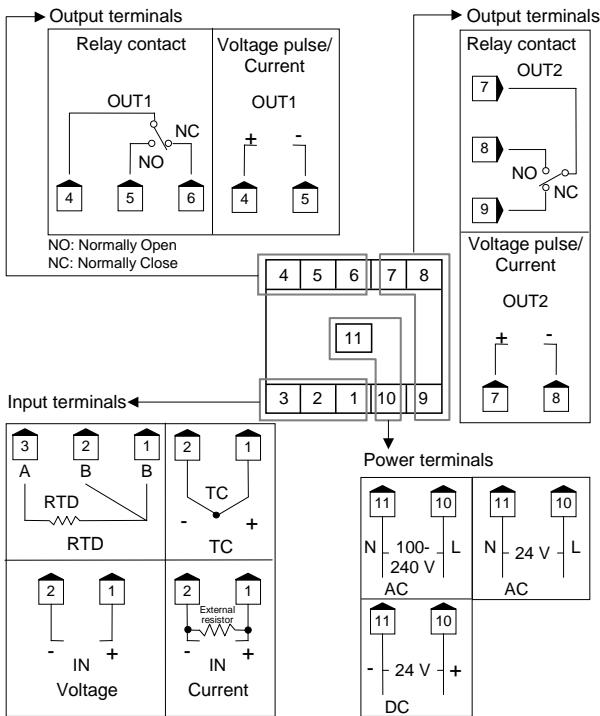 Output terminals
Relay contact
OUT1
NC
NO
4 5 6
Voltage pulse/
Current
OUT1
+ -
4 5
NO: Normally Open
NC: Normally Close
Output terminals
Relay contact
OUT2
7
8
NO
NC
9
Voltage pulse/
Current
OUT2
+ -
7 8
4 5 6 7 8
11
3 2 1 10 9
Input terminals
3 2 1
A B B
RTD
RTD
2 1
TC
- +
TC
2 1
- IN +
Voltage
2 1
External
resistor
- IN +
Current
Power terminals
11 10
N 100- L
240 V
AC
11 10
N 24 V L
AC
11 10
- 24 V +
DC